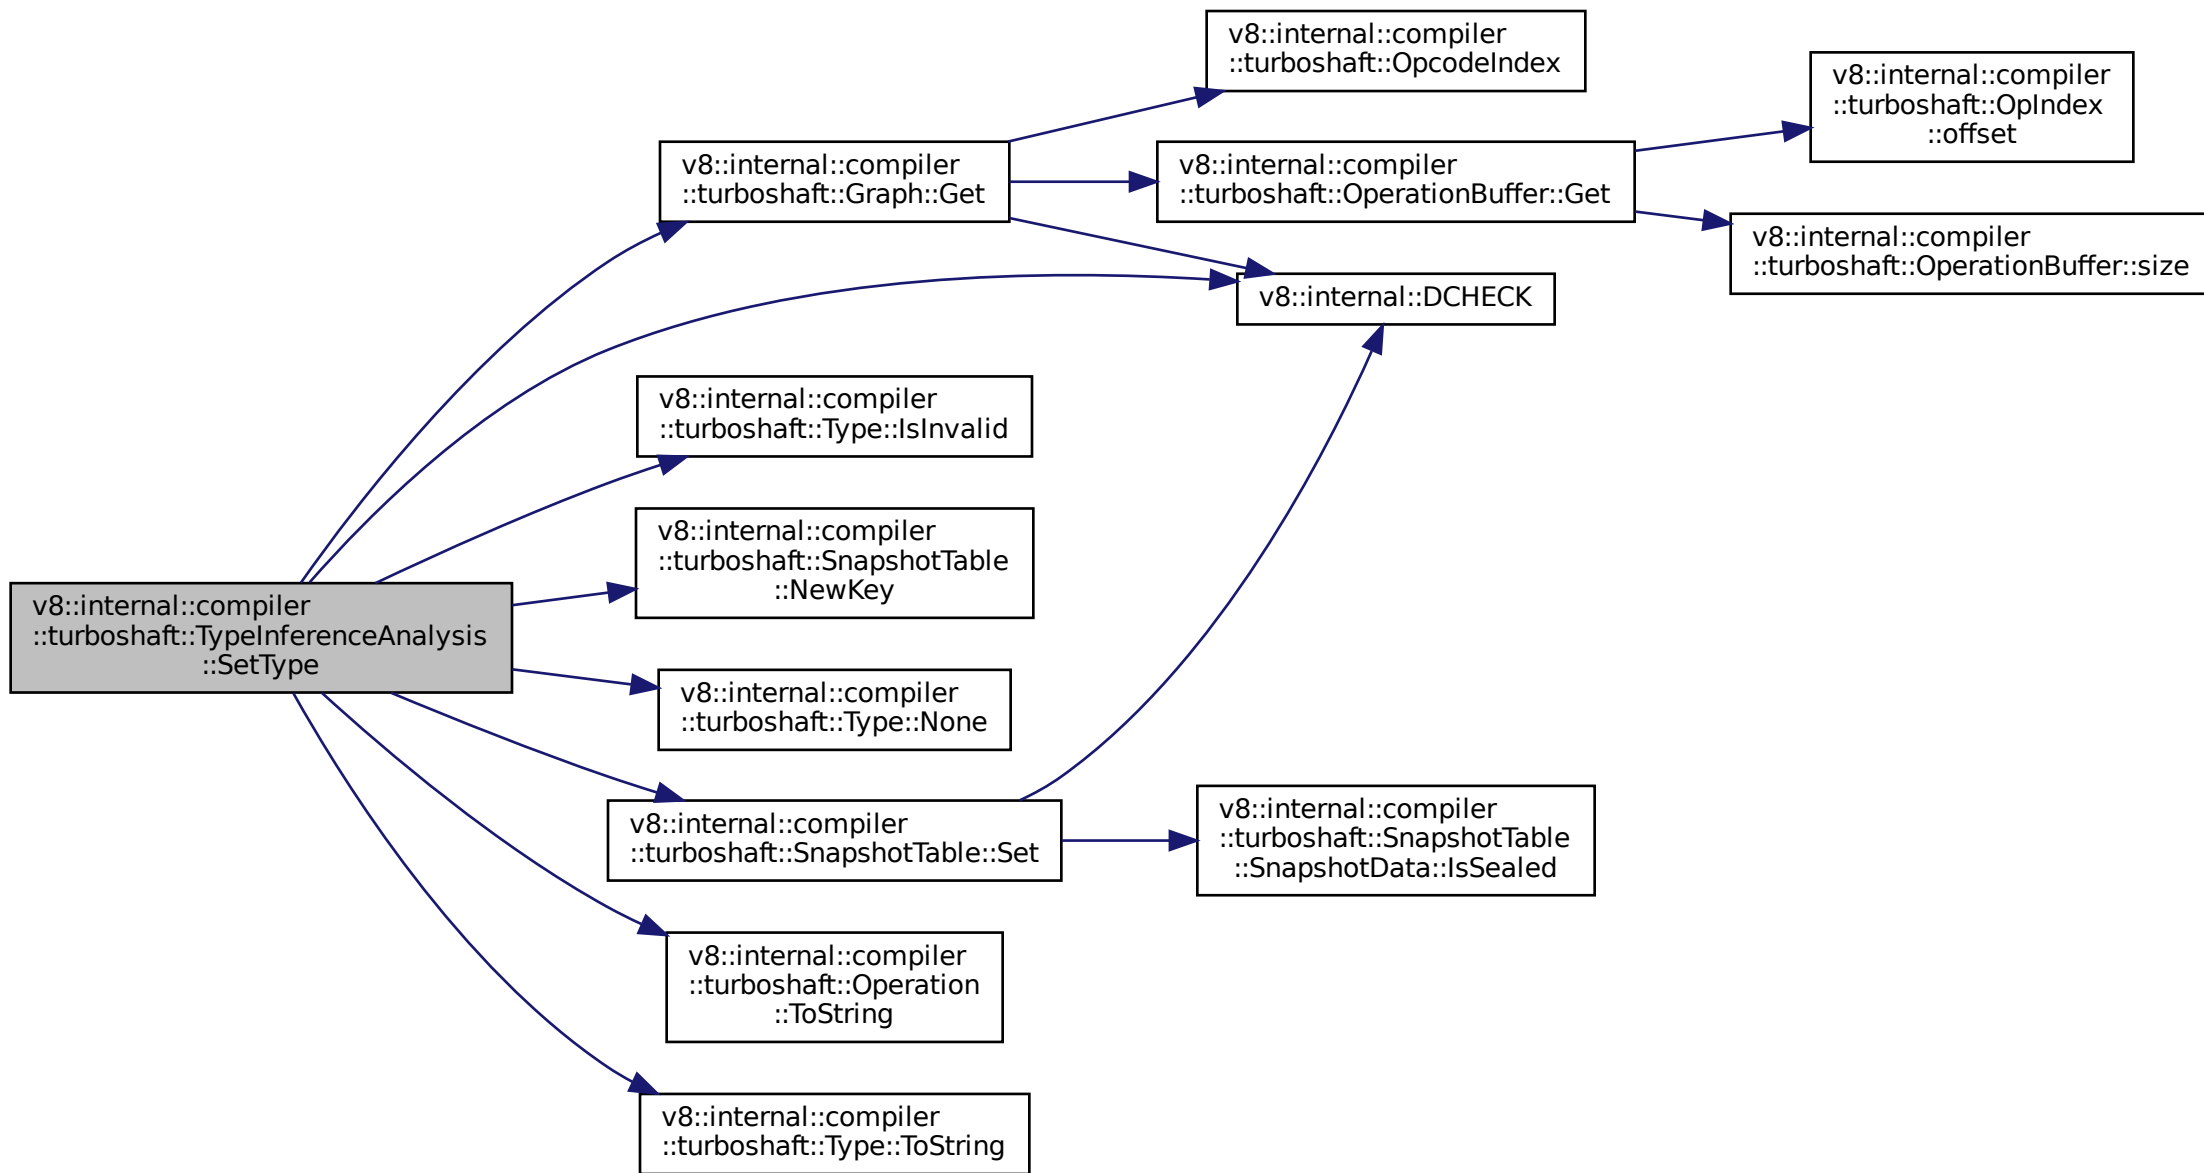 v8::internal::compiler
::turboshaft::OpcodeIndex
v8::internal::compiler
::turboshaft::OpIndex
::offset
v8::internal::compiler
::turboshaft::Graph::Get
v8::internal::compiler
::turboshaft::OperationBuffer::Get
v8::internal::compiler
::turboshaft::OperationBuffer::size
v8::internal::DCHECK
v8::internal::compiler
::turboshaft::Type::IsInvalid
v8::internal::compiler
::turboshaft::SnapshotTable
::NewKey
v8::internal::compiler
::turboshaft::TypeInferenceAnalysis
::SetType
v8::internal::compiler
::turboshaft::Type::None
v8::internal::compiler
::turboshaft::SnapshotTable::Set
v8::internal::compiler
::turboshaft::SnapshotTable
::SnapshotData::IsSealed
v8::internal::compiler
::turboshaft::Operation
::ToString
v8::internal::compiler
::turboshaft::Type::ToString